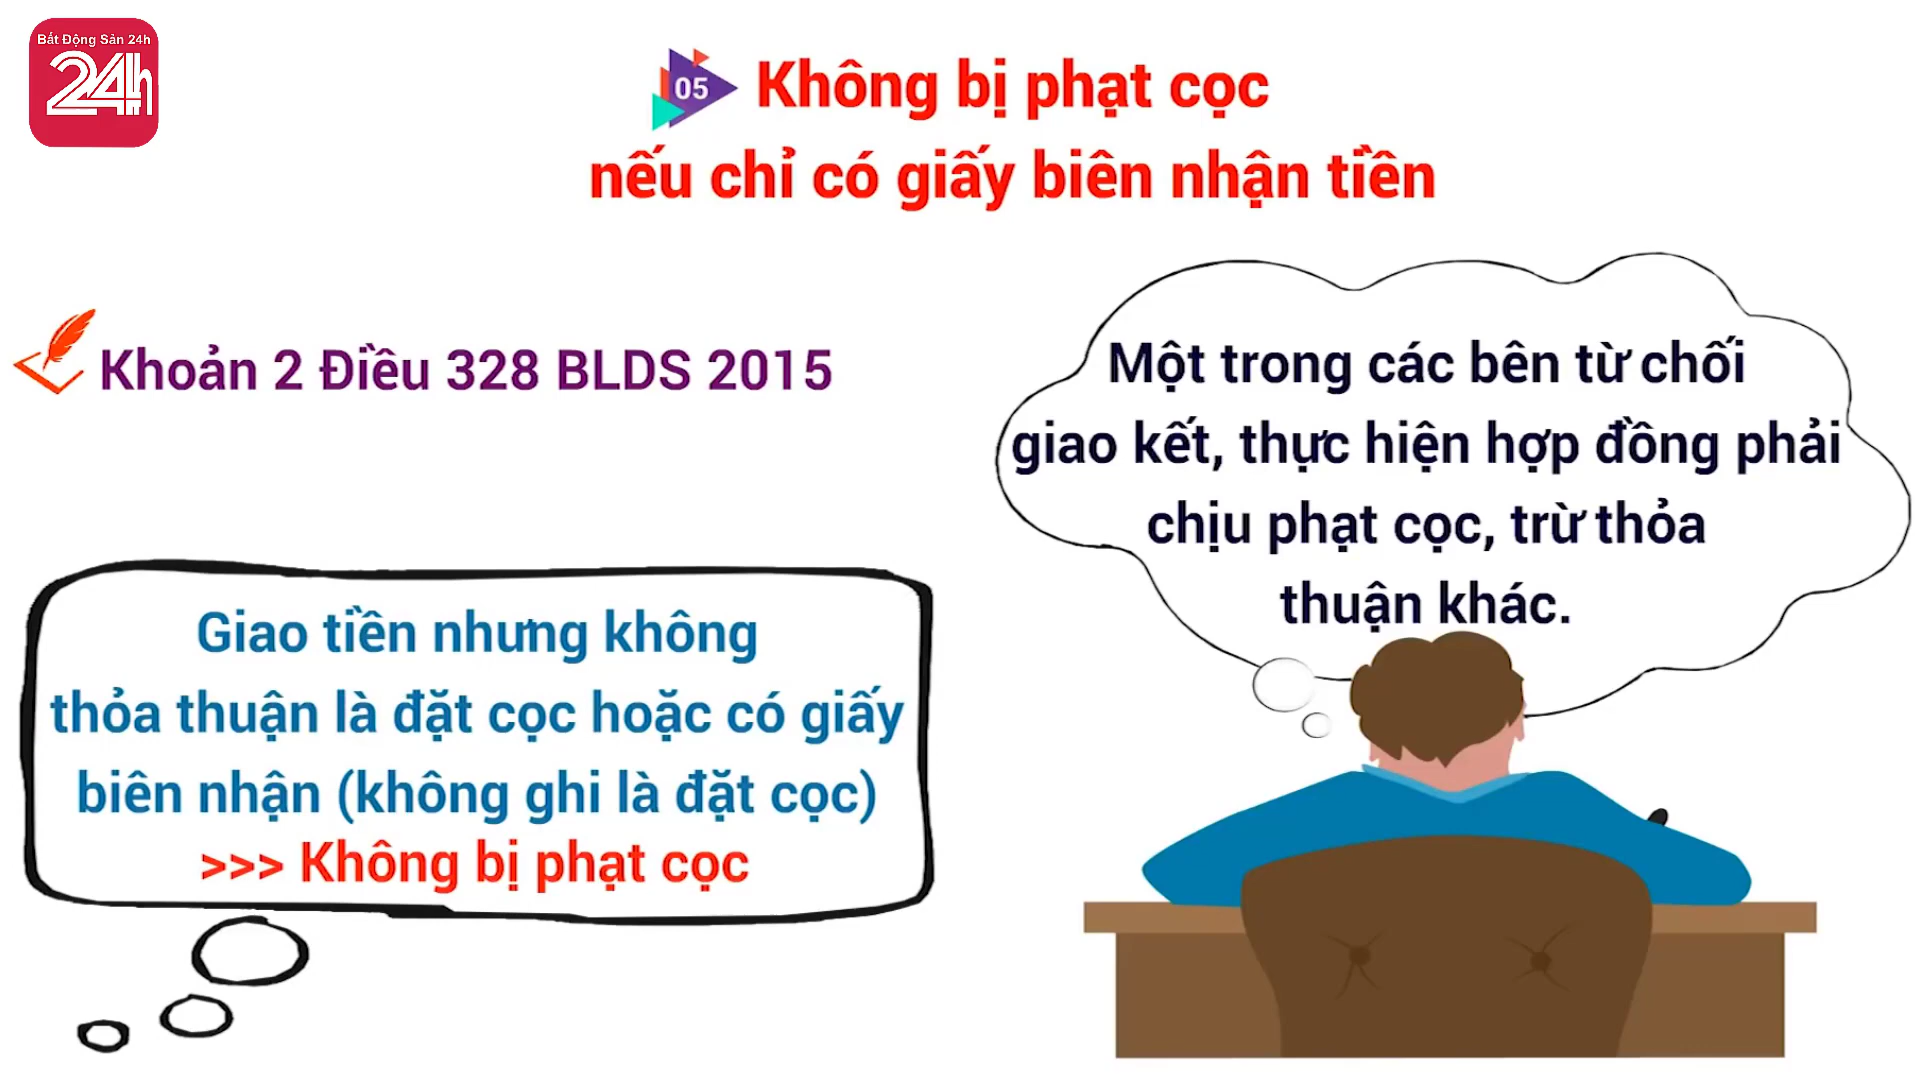 Bất Động Sản 24h
24h
05
Không bị phạt cọc
nếu chỉ có giấy biên nhận tiền
Khoản 2 Điều 328 BLDS 2015
Một trong các bên từ chối
giao kết, thực hiện hợp đồng phải
chịu phạt cọc, trừ thỏa
thuận khác.
Giao tiền nhưng không
thỏa thuận là đặt cọc hoặc có giấy
biên nhận (không ghi là đặt cọc)
>>> Không bị phạt cọc